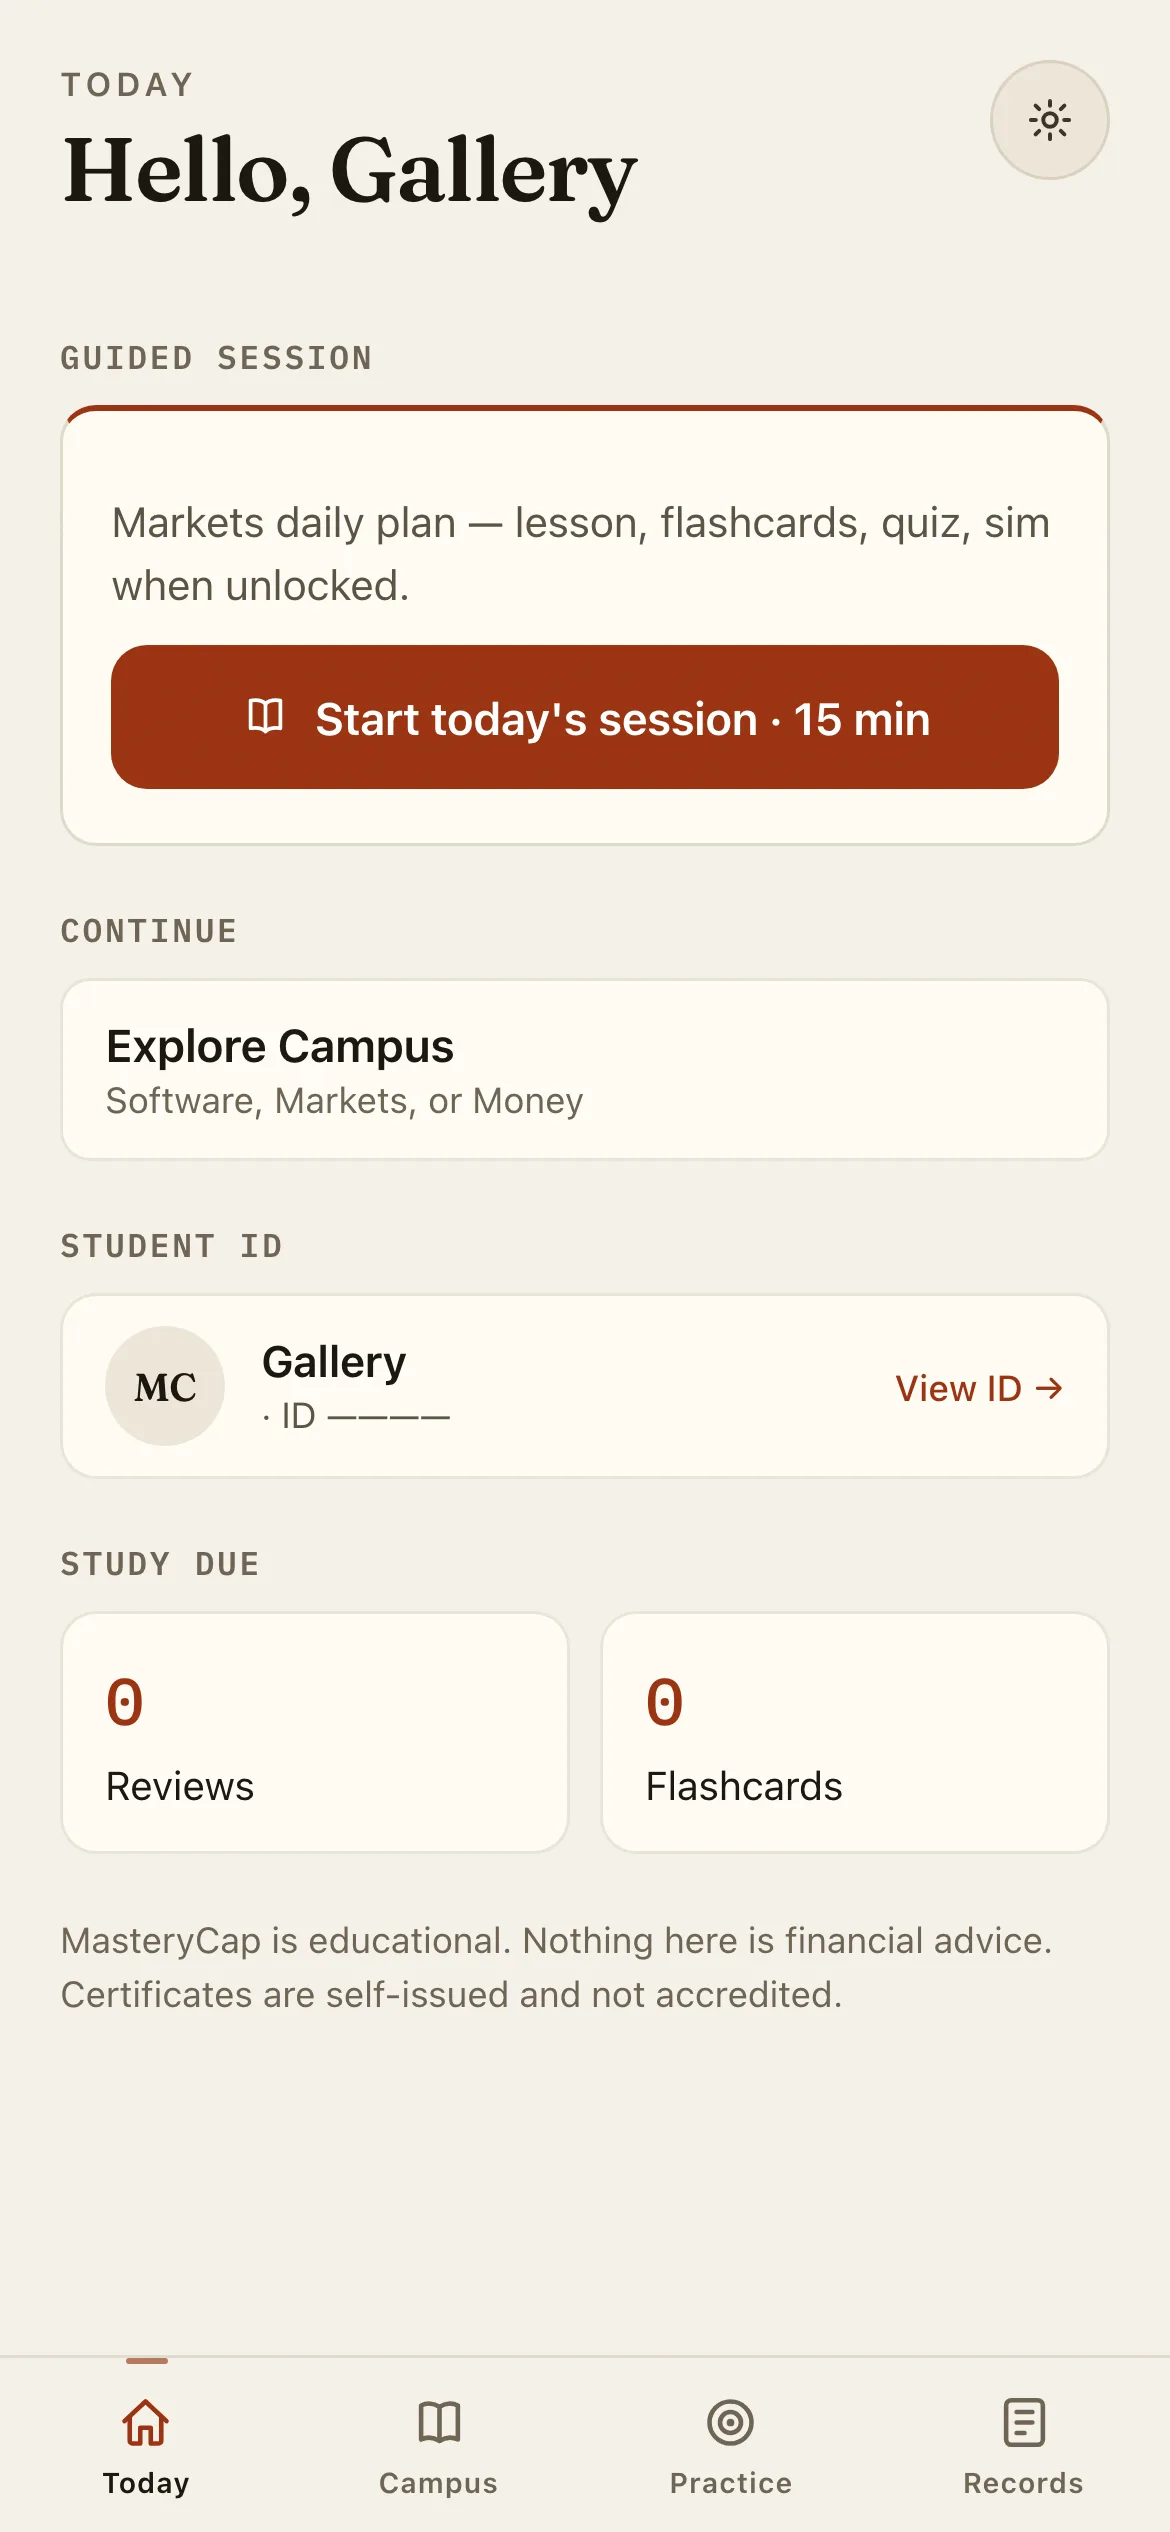 TODAY
Hello, Gallery
GUIDED SESSION
Markets daily plan — lesson, flashcards, quiz, sim
when unlocked.
Start today's session · 15 min
CONTINUE
Explore Campus
Software, Markets, or Money
STUDENT ID
MC
Gallery
· ID ————
View ID →
STUDY DUE
0
Reviews
0
Flashcards
MasteryCap is educational. Nothing here is financial advice.
Certificates are self-issued and not accredited.
Today
Campus
Practice
Records